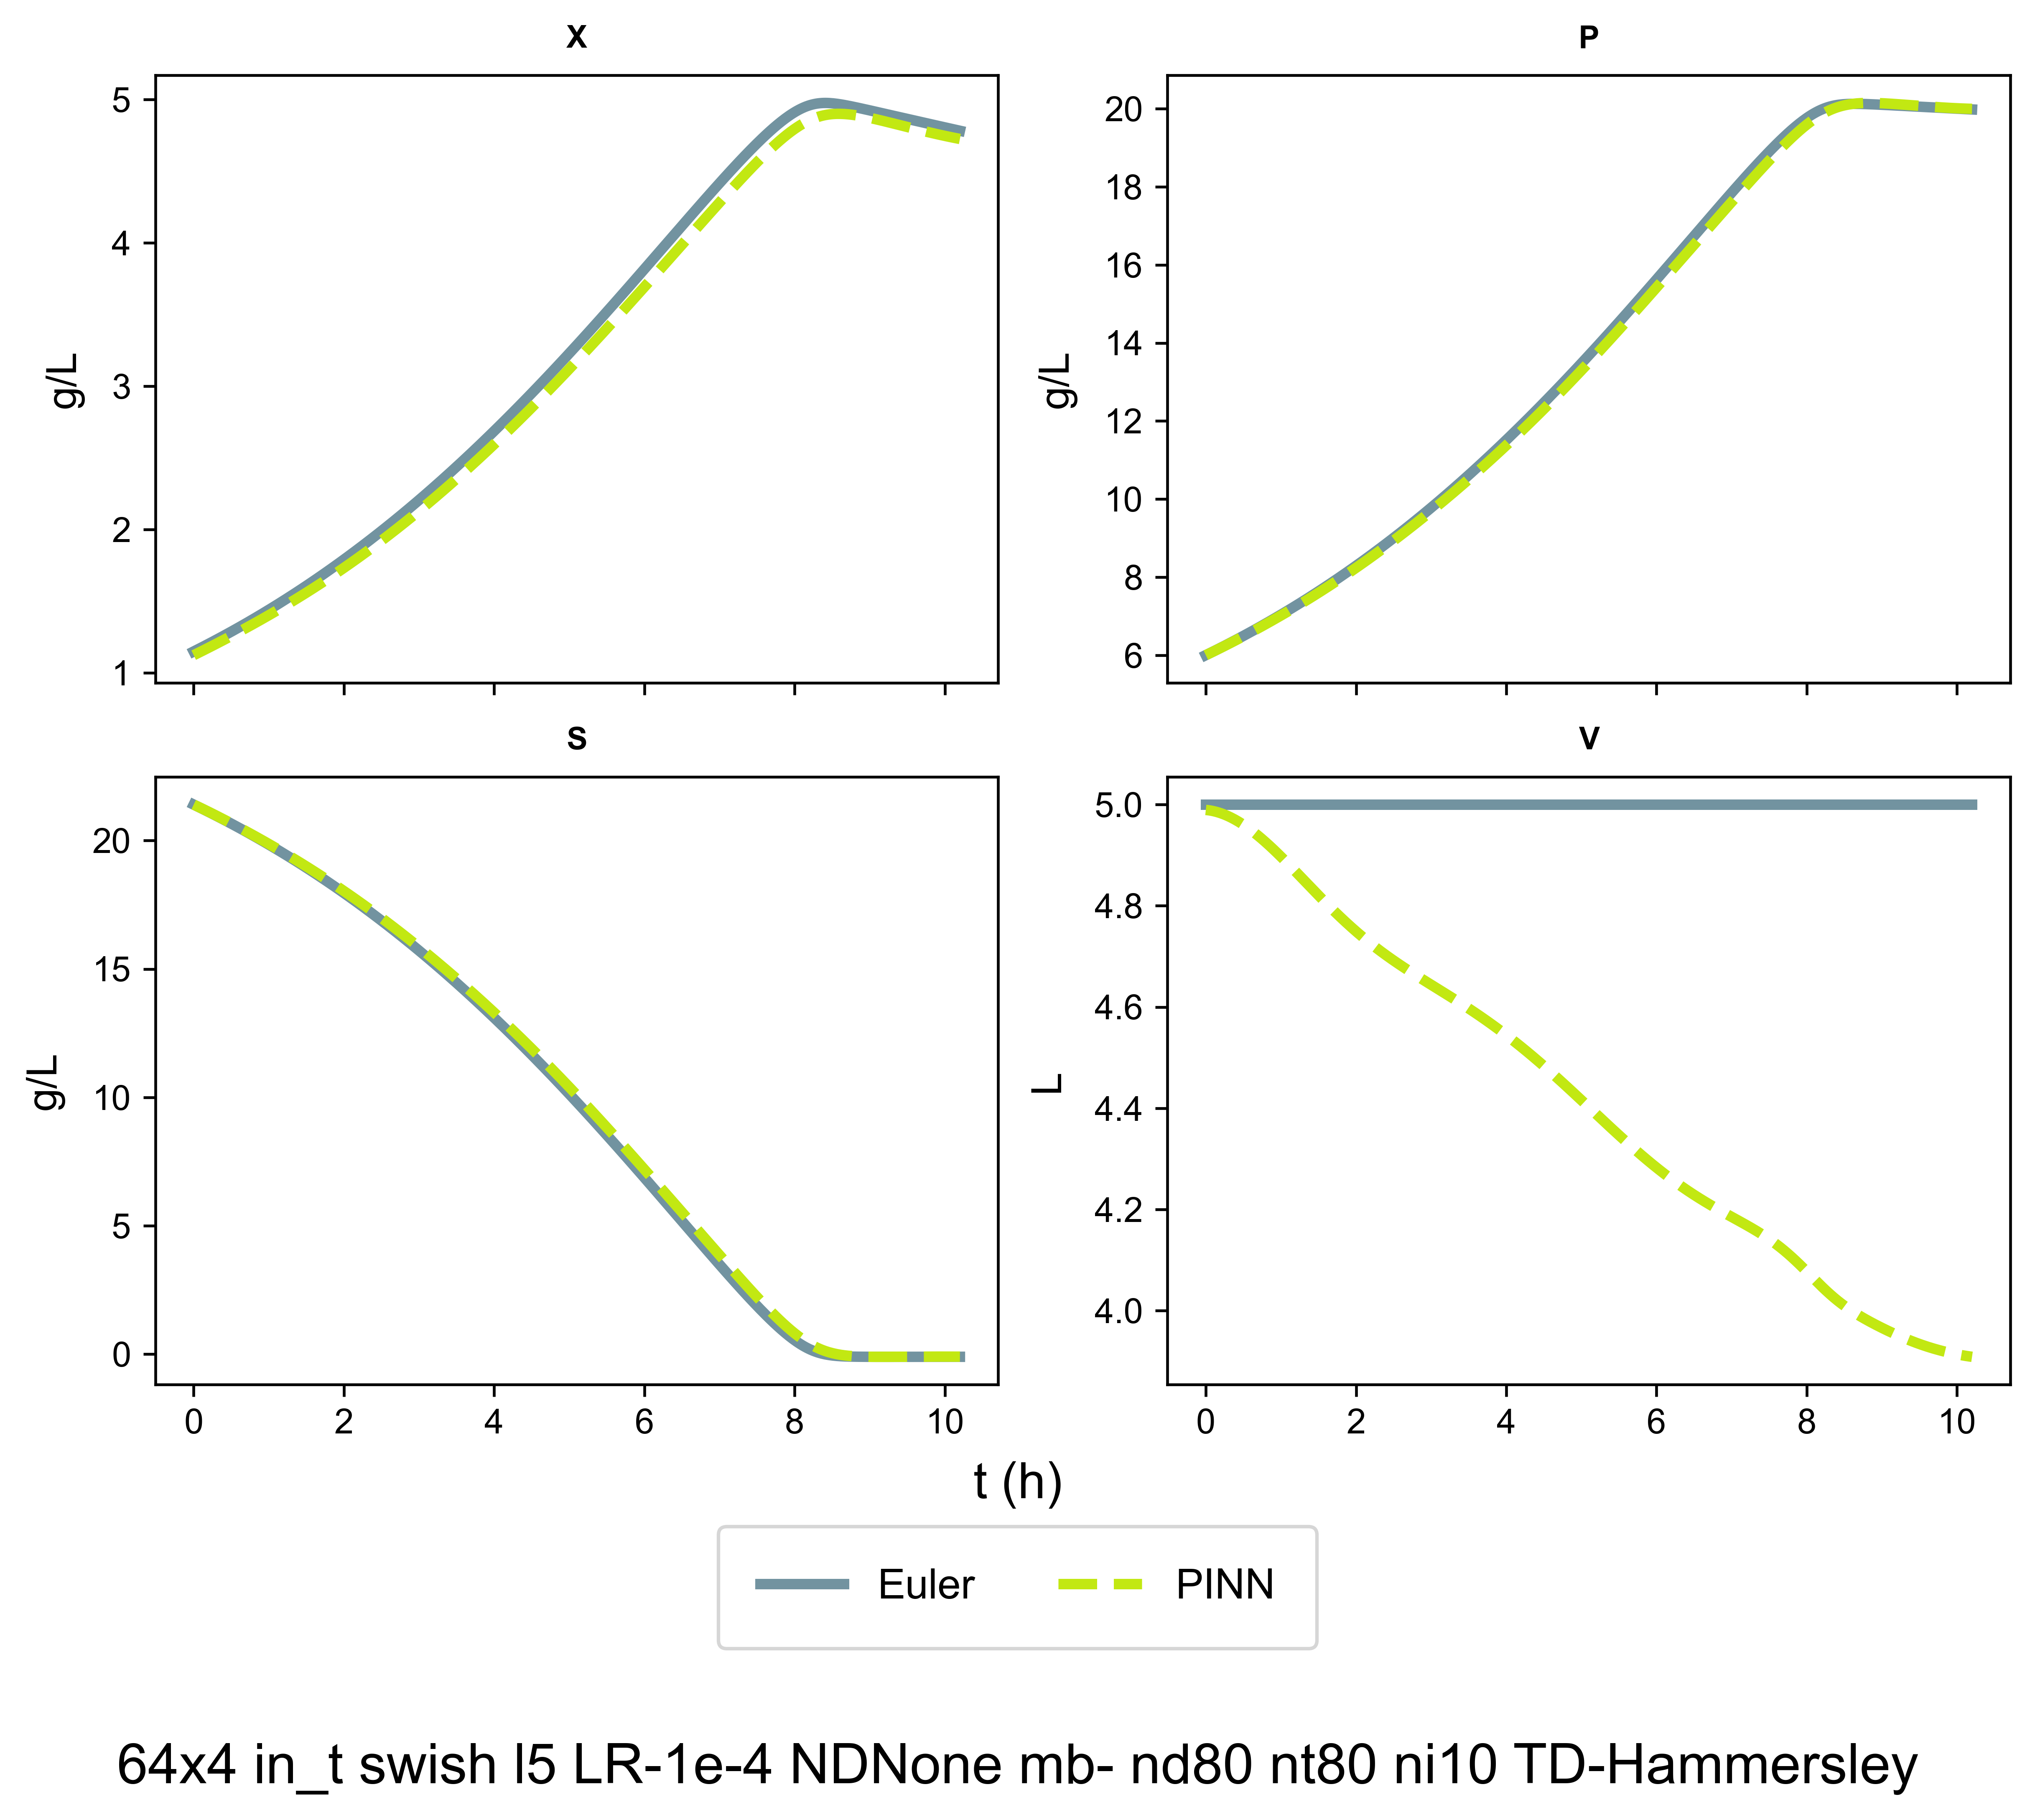 X
P
5
4
3
2
1
g/L
20
18
16
14
12
10
8
6
g/L
S
V
20
15
10
5
0
g/L
0 2 4 6 8 10
5.0
4.8
4.6
4.4
4.2
4.0
L
0 2 4 6 8 10
t (h)
Euler PINN
64x4 in_t swish l5 LR-1e-4 NDNone mb- nd80 nt80 ni10 TD-Hammersley